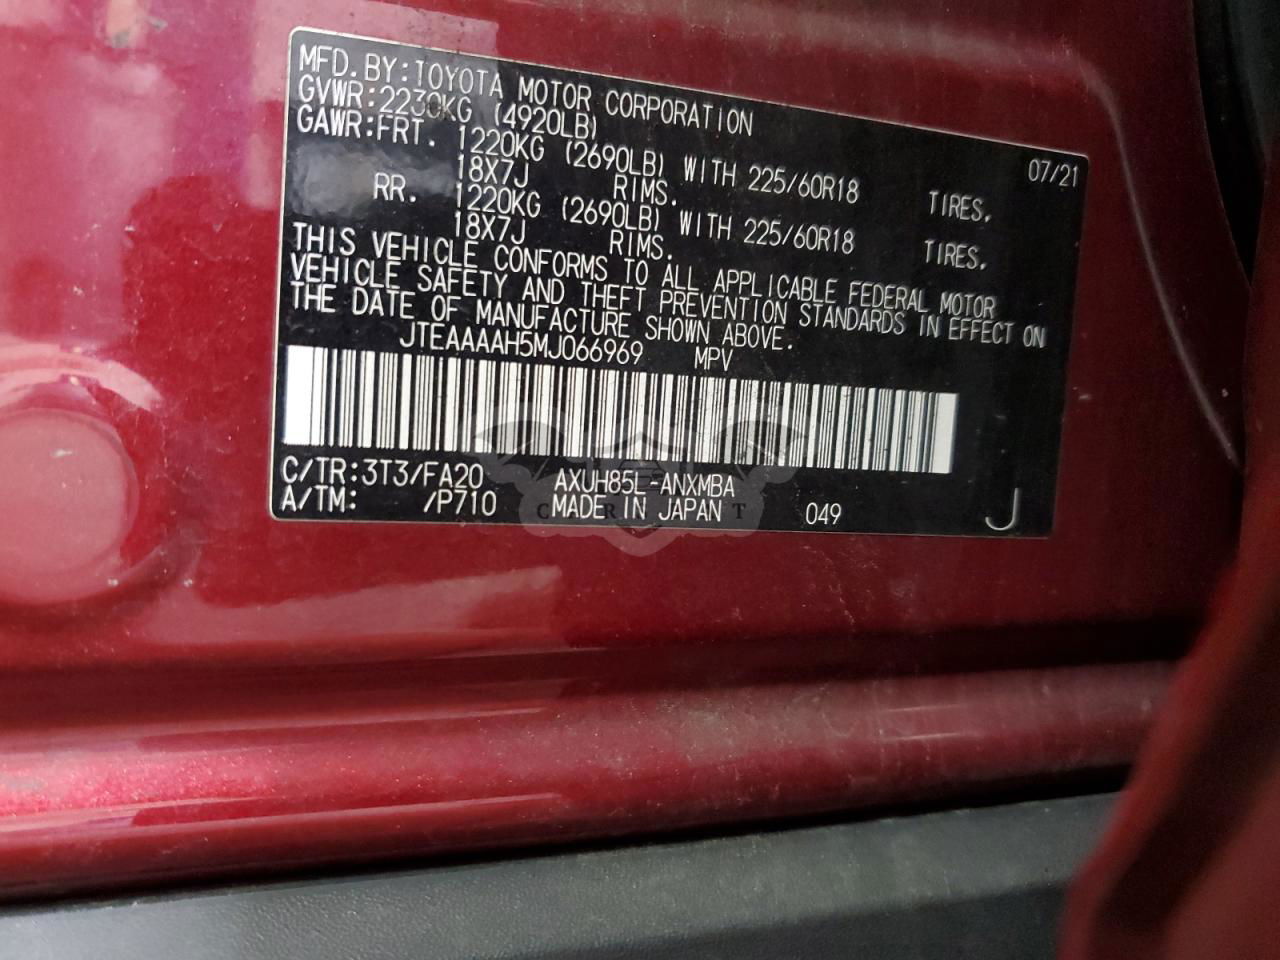 MFD.BY:TOYOTA MOTOR CORPORATION 07/21
GVWR:2230KG (4920LB)
GAWR:FRT. 1220KG (2690LB) WITH 225/60R18 TIRES.
18X7J RIMS.
RR. 1220KG (2690LB) WITH 225/60R18 TIRES.
18X7J RIMS.
THIS VEHICLE CONFORMS TO ALL APPLICABLE FEDERAL MOTOR
VEHICLE SAFETY AND THEFT PREVENTION STANDARDS IN EFFECT ON
THE DATE OF MANUFACTURE SHOWN ABOVE.
JTEAAAAH5MJ066969 MPV
C/TR:3T3/FA20 AXUH85L-ANXMBA
A/TM: /P710 MADE IN JAPAN 049 J